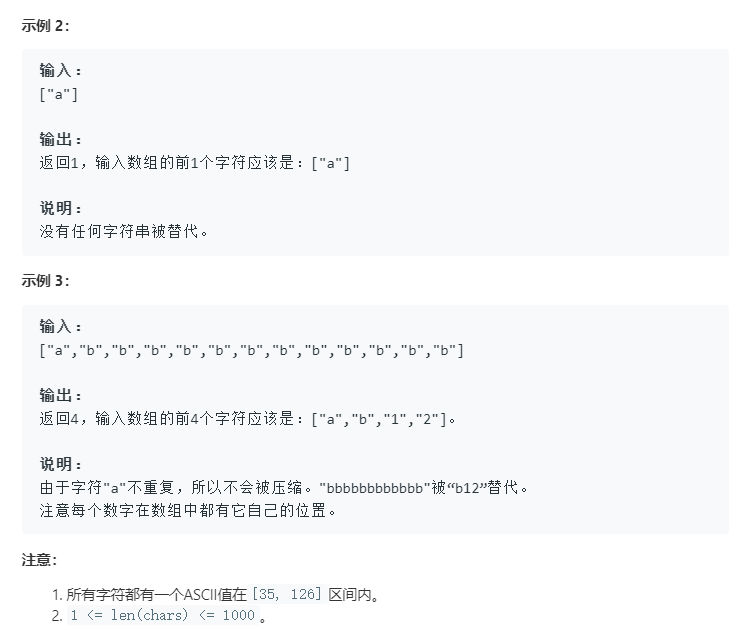 示例 2：
输入：
["a"]
输出：
返回1，输入数组的前1个字符应该是：["a"]
说明：
没有任何字符串被替代。
示例 3：
输入：
["a","b","b","b","b","b","b","b","b","b","b","b","b"]
输出：
返回4，输入数组的前4个字符应该是：["a","b","1","2"]。
说明：
由于字符"a"不重复，所以不会被压缩。"bbbbbbbbbbbb"被“b12”替代。
注意每个数字在数组中都有它自己的位置。
注意：
1. 所有字符都有一个ASCII值在 [35, 126] 区间内。
2. 1 <= len(chars) <= 1000 。